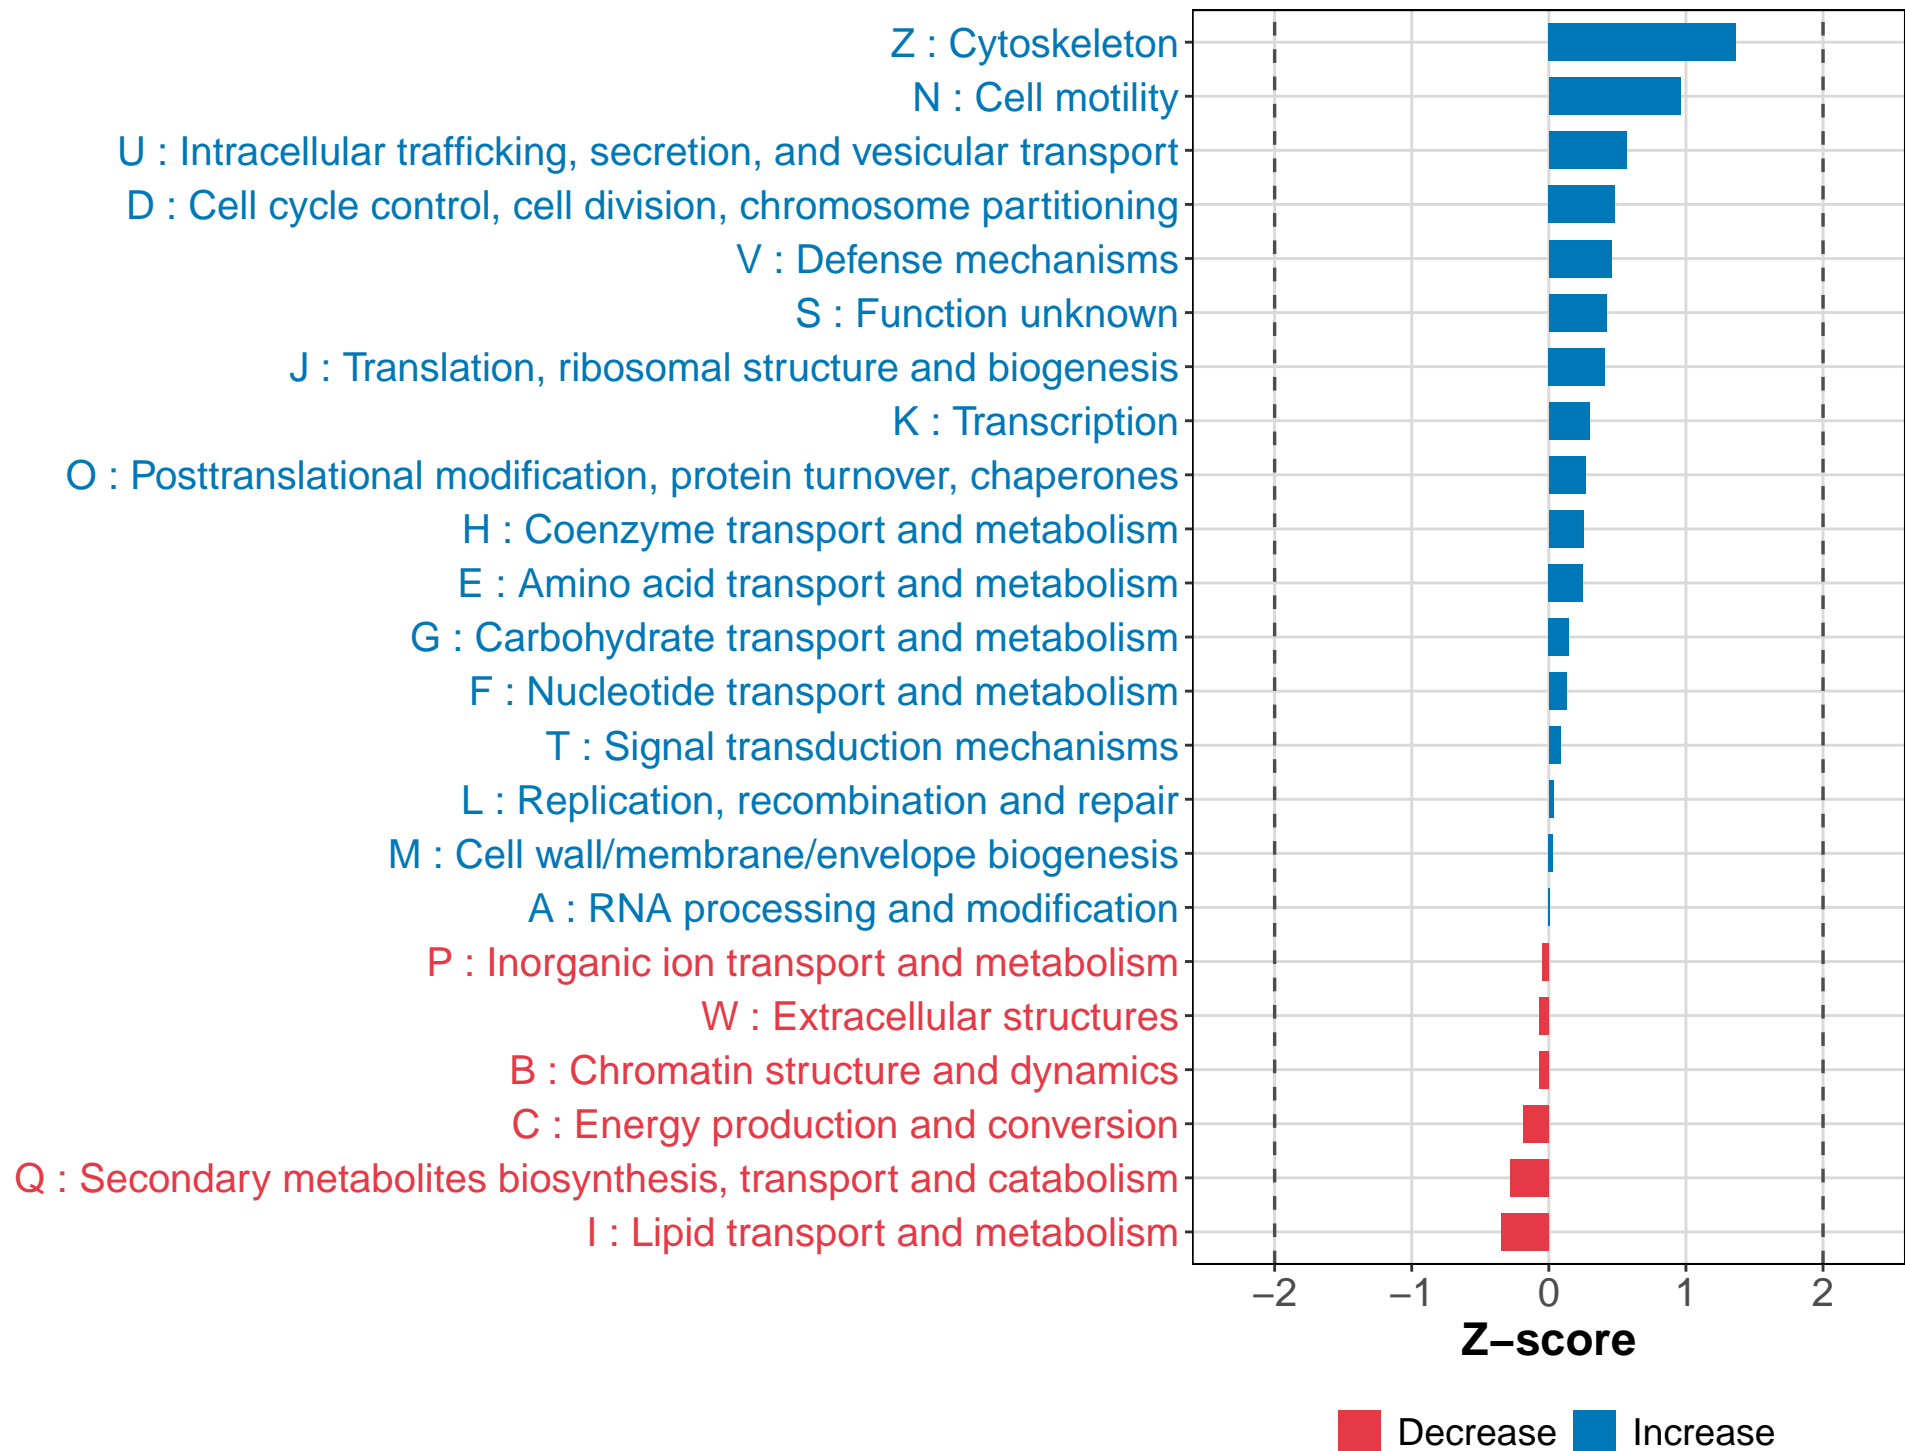 Z : Cytoskeleton
N : Cell motility
U : Intracellular trafficking, secretion, and vesicular transport
D : Cell cycle control, cell division, chromosome partitioning
V : Defense mechanisms
S : Function unknown
J : Translation, ribosomal structure and biogenesis
K : Transcription
O : Posttranslational modification, protein turnover, chaperones
H : Coenzyme transport and metabolism
E : Amino acid transport and metabolism
G : Carbohydrate transport and metabolism
F : Nucleotide transport and metabolism
T : Signal transduction mechanisms
L : Replication, recombination and repair
M : Cell wall/membrane/envelope biogenesis
A : RNA processing and modification
P : Inorganic ion transport and metabolism
W : Extracellular structures
B : Chromatin structure and dynamics
C : Energy production and conversion
Q : Secondary metabolites biosynthesis, transport and catabolism
I : Lipid transport and metabolism
−2 −1 0 1 2
Z−score
Decrease Increase